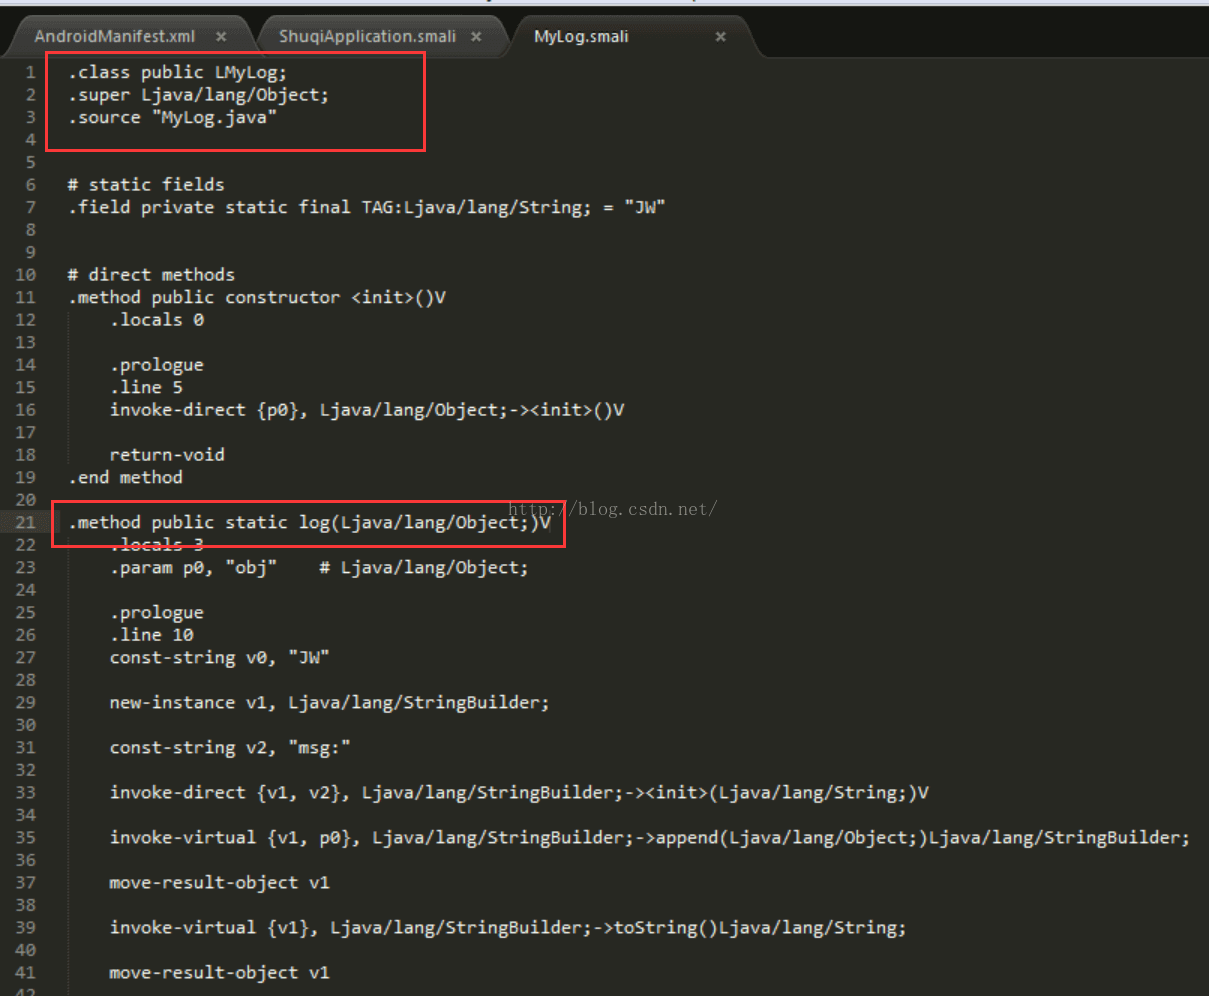 AndroidManifest.xml × ShuqiApplication.smali × MyLog.smali ×
1 .class public LMyLog;
2 .super Ljava/lang/Object;
3 .source "MyLog.java"
4
5
6 # static fields
7 .field private static final TAG:Ljava/lang/String; = "JW"
8
9
10 # direct methods
11 .method public constructor <init>()V
12 .locals 0
13
14 .prologue
15 .line 5
16 invoke-direct {p0}, Ljava/lang/Object;-><init>()V
17
18 return-void
19 .end method
20
http://blog.csdn.net/
21 .method public static log(Ljava/lang/Object;)V
22 .locals 3
23 .param p0, "obj" # Ljava/lang/Object;
24
25 .prologue
26 .line 10
27 const-string v0, "JW"
28
29 new-instance v1, Ljava/lang/StringBuilder;
30
31 const-string v2, "msg:"
32
33 invoke-direct {v1, v2}, Ljava/lang/StringBuilder;-><init>(Ljava/lang/String;)V
34
35 invoke-virtual {v1, p0}, Ljava/lang/StringBuilder;->append(Ljava/lang/Object;)Ljava/lang/StringBuilder;
36
37 move-result-object v1
38
39 invoke-virtual {v1}, Ljava/lang/StringBuilder;->toString()Ljava/lang/String;
40
41 move-result-object v1
42